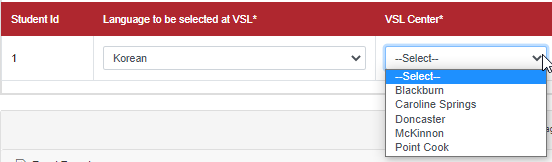 Student Id Language to be selected at VSL* VSL Center*
1 Korean --Select--
--Select--
Blackburn
Caroline Springs
Doncaster
McKinnon
Point Cook